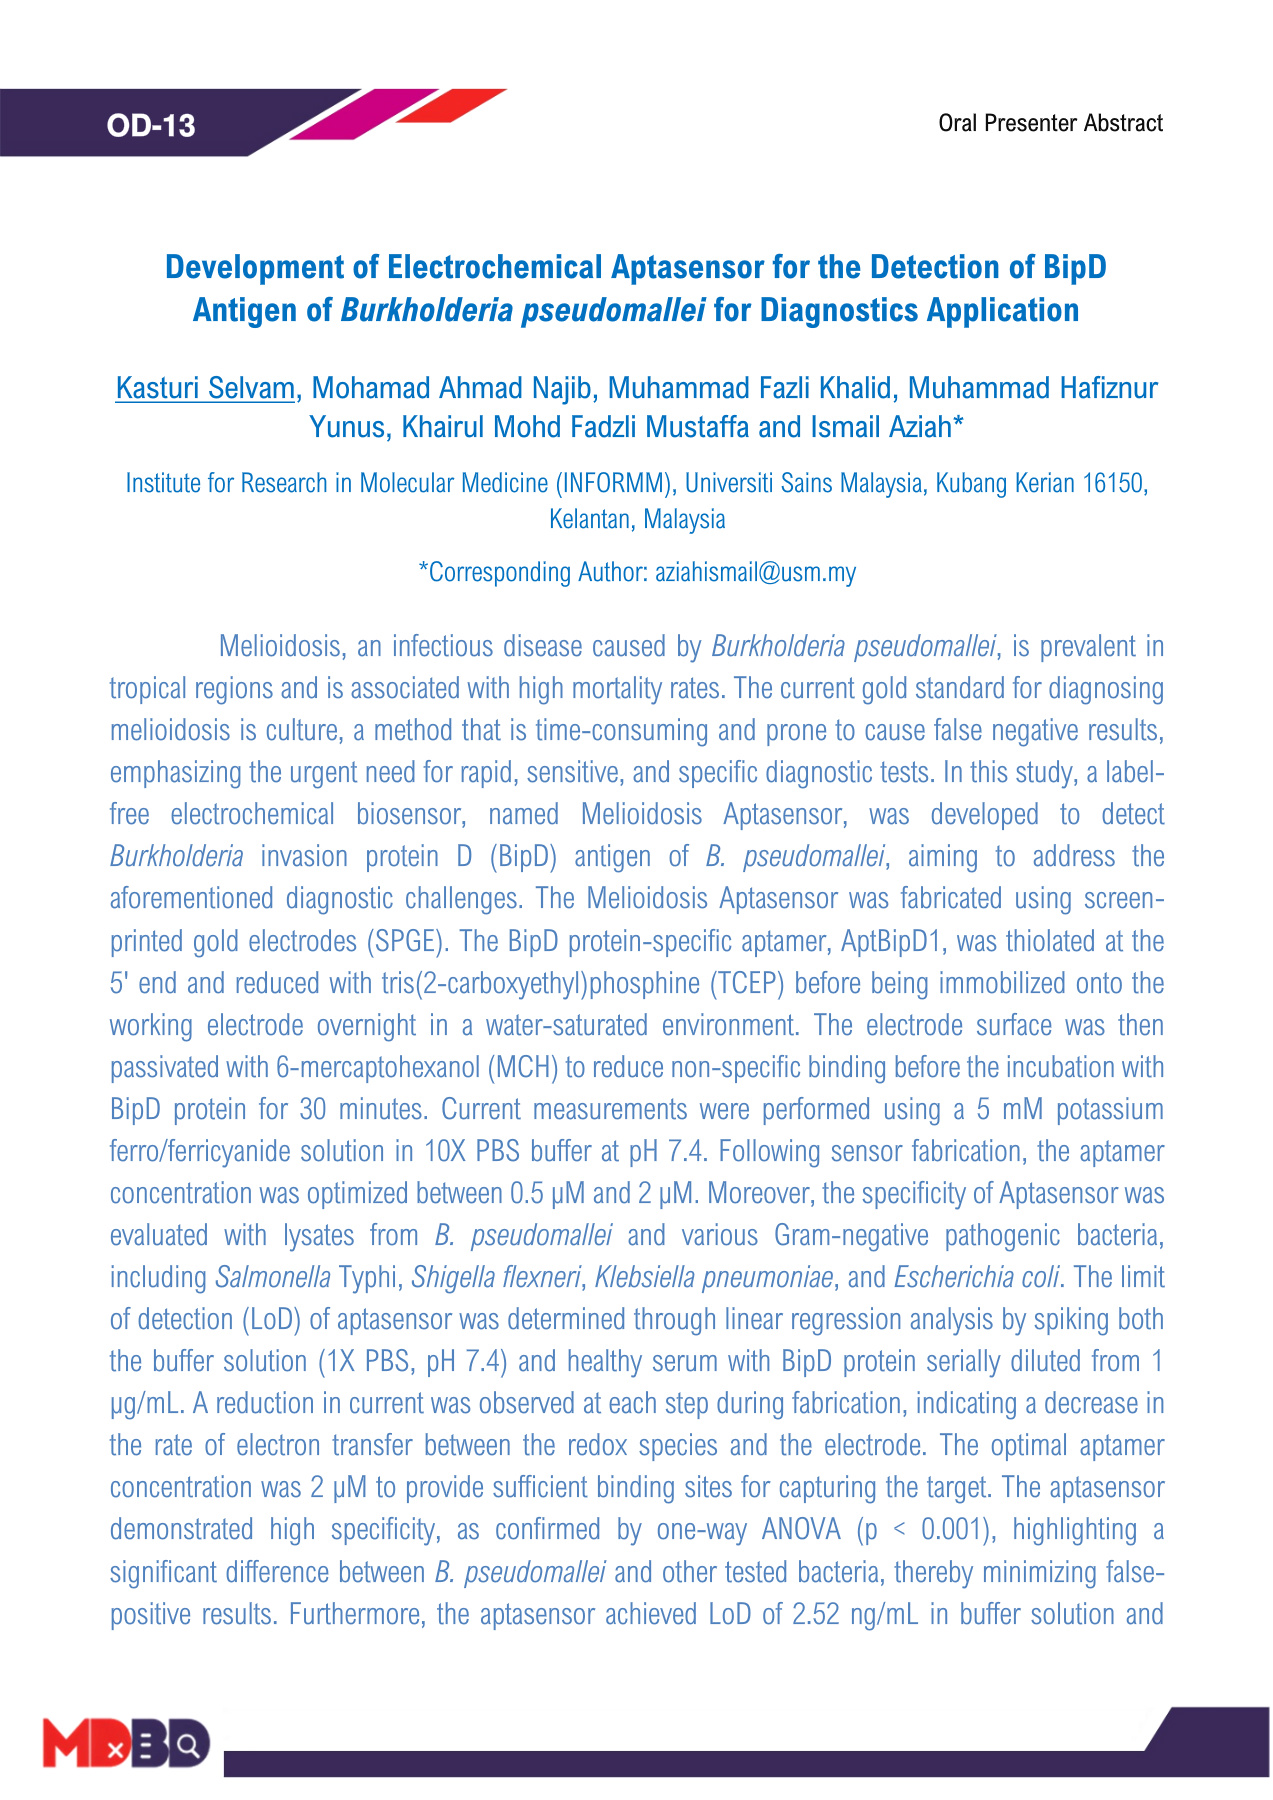 OD-13
Oral Presenter Abstract
Development of Electrochemical Aptasensor for the Detection of BipD
Antigen of Burkholderia pseudomallei for Diagnostics Application
Kasturi Selvam, Mohamad Ahmad Najib, Muhammad Fazli Khalid, Muhammad Hafiznur
Yunus, Khairul Mohd Fadzli Mustaffa and Ismail Aziah*
Institute for Research in Molecular Medicine (INFORMM), Universiti Sains Malaysia, Kubang Kerian 16150,
Kelantan, Malaysia
*Corresponding Author: aziahismail@usm.my
Melioidosis, an infectious disease caused by Burkholderia pseudomallei, is prevalent in
tropical regions and is associated with high mortality rates. The current gold standard for diagnosing
melioidosis is culture, a method that is time-consuming and prone to cause false negative results,
emphasizing the urgent need for rapid, sensitive, and specific diagnostic tests. In this study, a label-
free electrochemical biosensor, named Melioidosis Aptasensor, was developed to detect
Burkholderia invasion protein D (BipD) antigen of B. pseudomallei, aiming to address the
aforementioned diagnostic challenges. The Melioidosis Aptasensor was fabricated using screen-
printed gold electrodes (SPGE). The BipD protein-specific aptamer, AptBipD1, was thiolated at the
5' end and reduced with tris(2-carboxyethyl)phosphine (TCEP) before being immobilized onto the
working electrode overnight in a water-saturated environment. The electrode surface was then
passivated with 6-mercaptohexanol (MCH) to reduce non-specific binding before the incubation with
BipD protein for 30 minutes. Current measurements were performed using a 5 mM potassium
ferro/ferricyanide solution in 10X PBS buffer at pH 7.4. Following sensor fabrication, the aptamer
concentration was optimized between 0.5 µM and 2 µM. Moreover, the specificity of Aptasensor was
evaluated with lysates from B. pseudomallei and various Gram-negative pathogenic bacteria,
including Salmonella Typhi, Shigella flexneri, Klebsiella pneumoniae, and Escherichia coli. The limit
of detection (LoD) of aptasensor was determined through linear regression analysis by spiking both
the buffer solution (1X PBS, pH 7.4) and healthy serum with BipD protein serially diluted from 1
µg/mL. A reduction in current was observed at each step during fabrication, indicating a decrease in
the rate of electron transfer between the redox species and the electrode. The optimal aptamer
concentration was 2 µM to provide sufficient binding sites for capturing the target. The aptasensor
demonstrated high specificity, as confirmed by one-way ANOVA (p < 0.001), highlighting a
significant difference between B. pseudomallei and other tested bacteria, thereby minimizing false-
positive results. Furthermore, the aptasensor achieved LoD of 2.52 ng/mL in buffer solution and
MDxBD